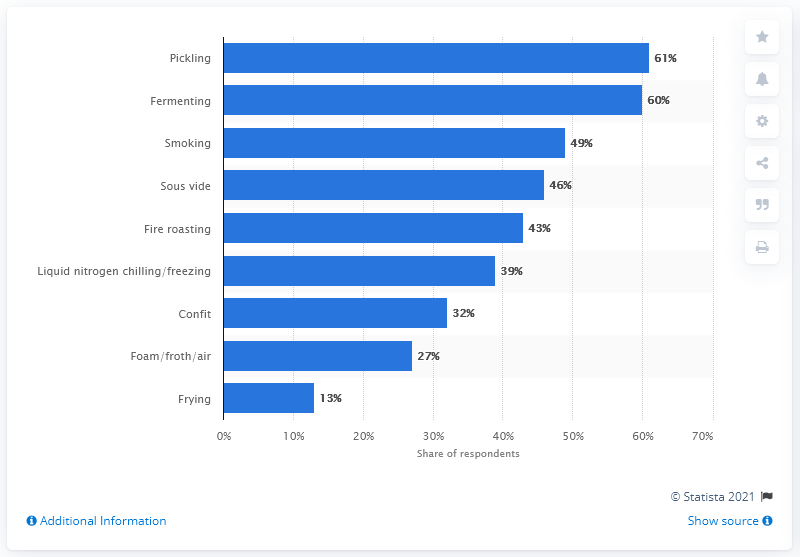 Pickling 61%
Fermenting 60%
Smoking 49%
Sous vide 46%
Fire roasting 43%
Liquid nitrogen chilling/freezing 39%
Confit 32%
Foam/froth/air 27%
Frying 13%
0% 10% 20% 30% 40% 50% 60% 70%
Share of respondents
© Statista 2021
Additional Information Show source